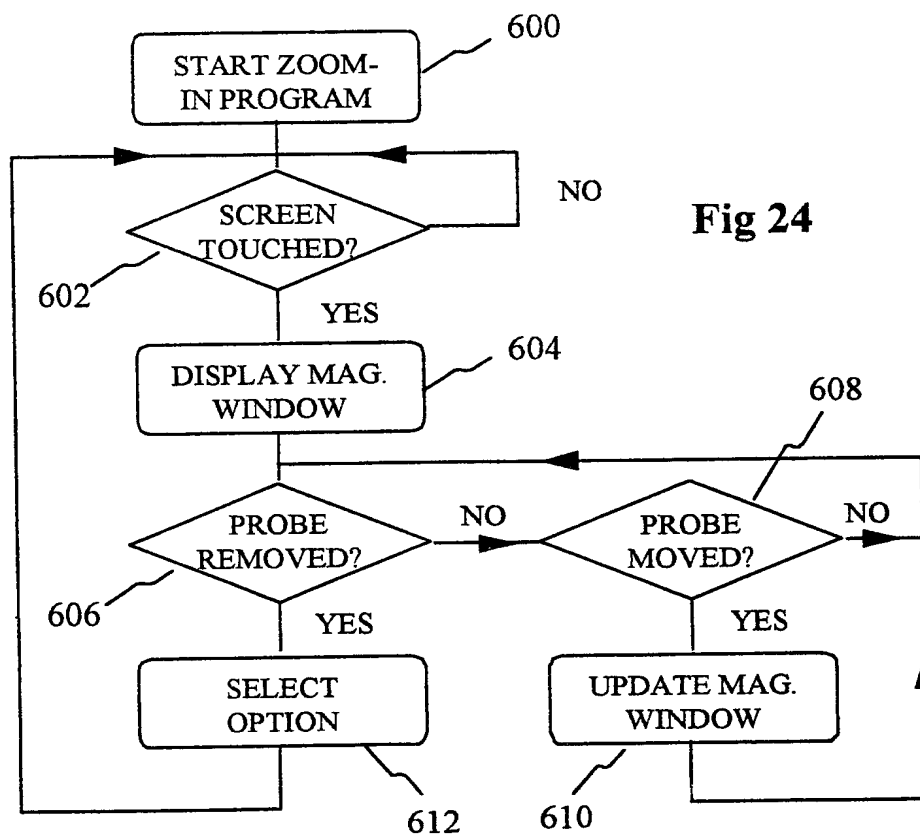 600
START ZOOM-
IN PROGRAM
NO
Fig 24
SCREEN
TOUCHED?
602
YES
604
DISPLAY MAG.
WINDOW
608
PROBE
REMOVED?
NO
PROBE
MOVED?
NO
606
YES
YES
SELECT
OPTION
UPDATE MAG.
WINDOW
612
610